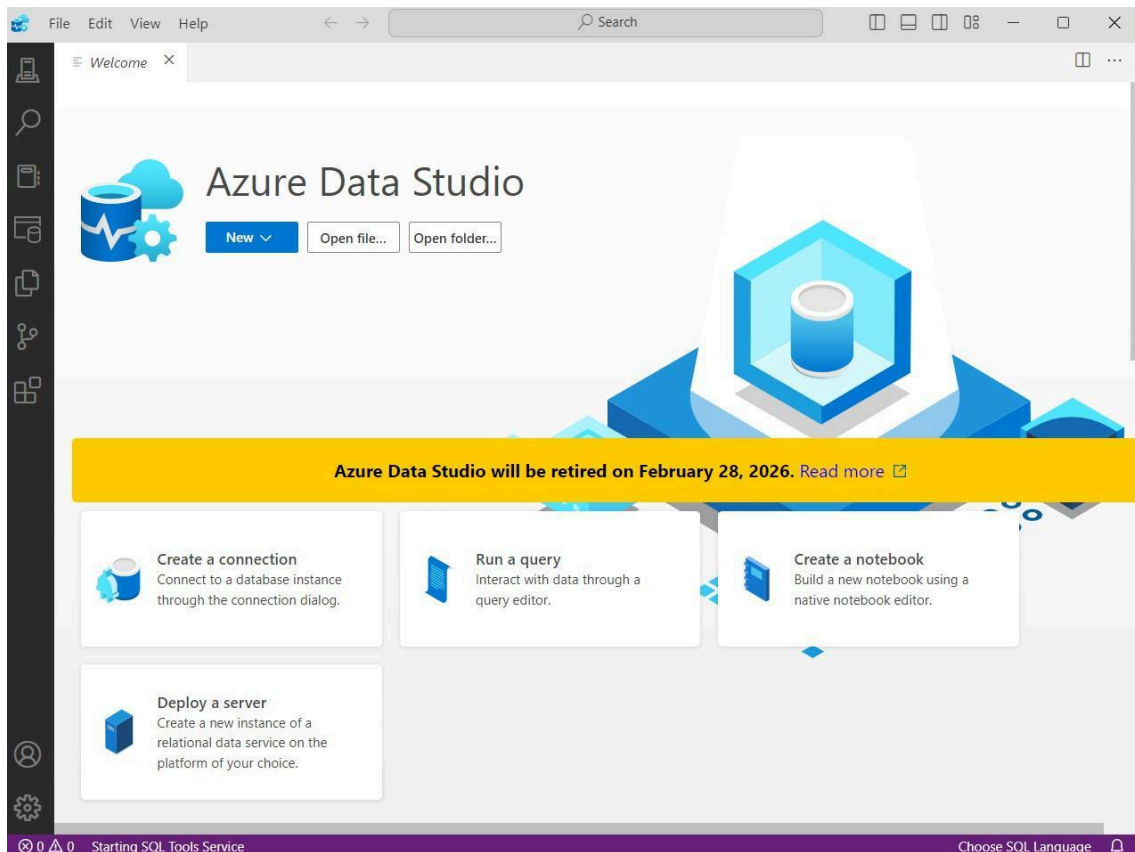 File Edit View Help
Search
Welcome
Azure Data Studio
New Open file... Open folder...
Azure Data Studio will be retired on February 28, 2026. Read more
Create a connection
Connect to a database instance
through the connection dialog.
Run a query
Interact with data through a
query editor.
Create a notebook
Build a new notebook using a
native notebook editor.
Deploy a server
Create a new instance of a
relational data service on the
platform of your choice.
0 0 Starting SQL Tools Service Choose SQL Language